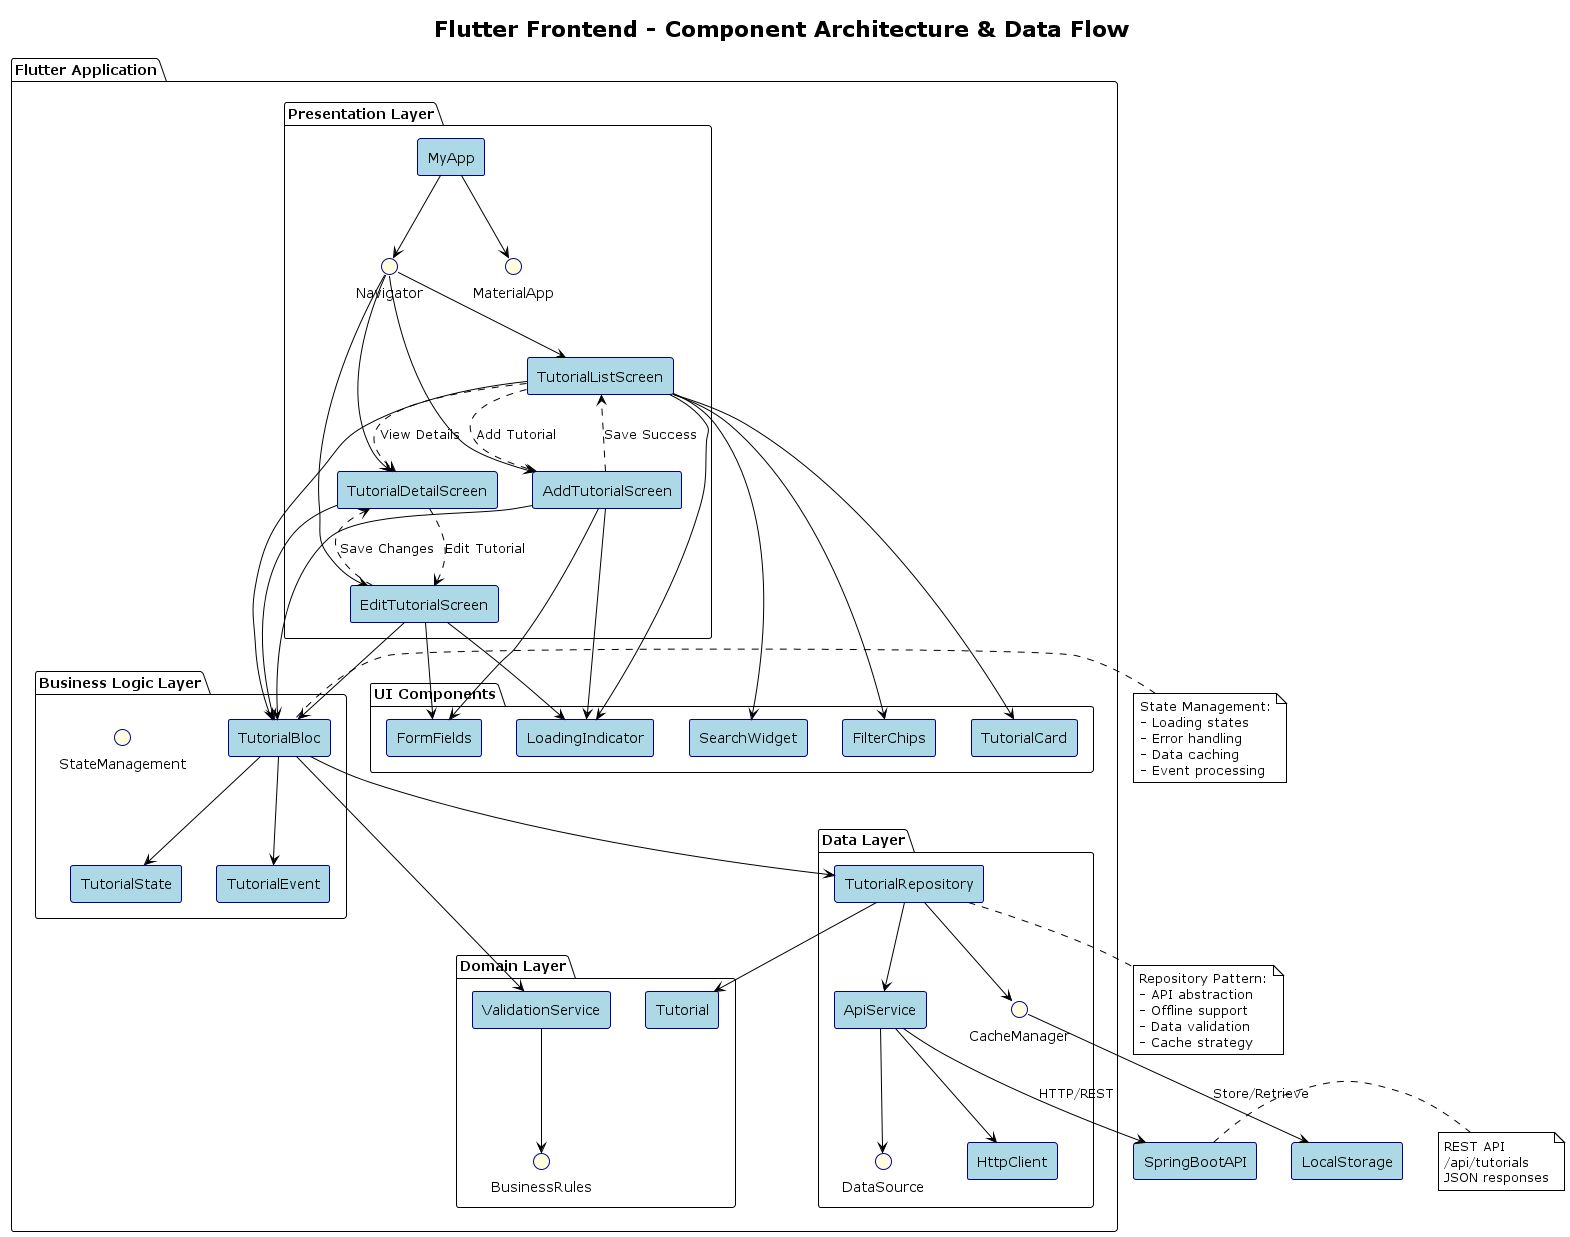 Flutter Frontend - Component Architecture & Data Flow
Flutter Application
Presentation Layer
MyApp
Navigator
MaterialApp
TutorialListScreen
View Details
Add Tutorial
Save Success
TutorialDetailScreen
AddTutorialScreen
Save Changes
Edit Tutorial
EditTutorialScreen
Business Logic Layer
StateManagement
TutorialBloc
TutorialState
TutorialEvent
UI Components
FormFields
LoadingIndicator
SearchWidget
FilterChips
TutorialCard
State Management:
- Loading states
- Error handling
- Data caching
- Event processing
Data Layer
TutorialRepository
Domain Layer
ValidationService
Tutorial
ApiService
CacheManager
Repository Pattern:
- API abstraction
- Offline support
- Data validation
- Cache strategy
HTTP/REST
Store/Retrieve
BusinessRules
DataSource
HttpClient
SpringBootAPI
LocalStorage
REST API
/api/tutorials
JSON responses